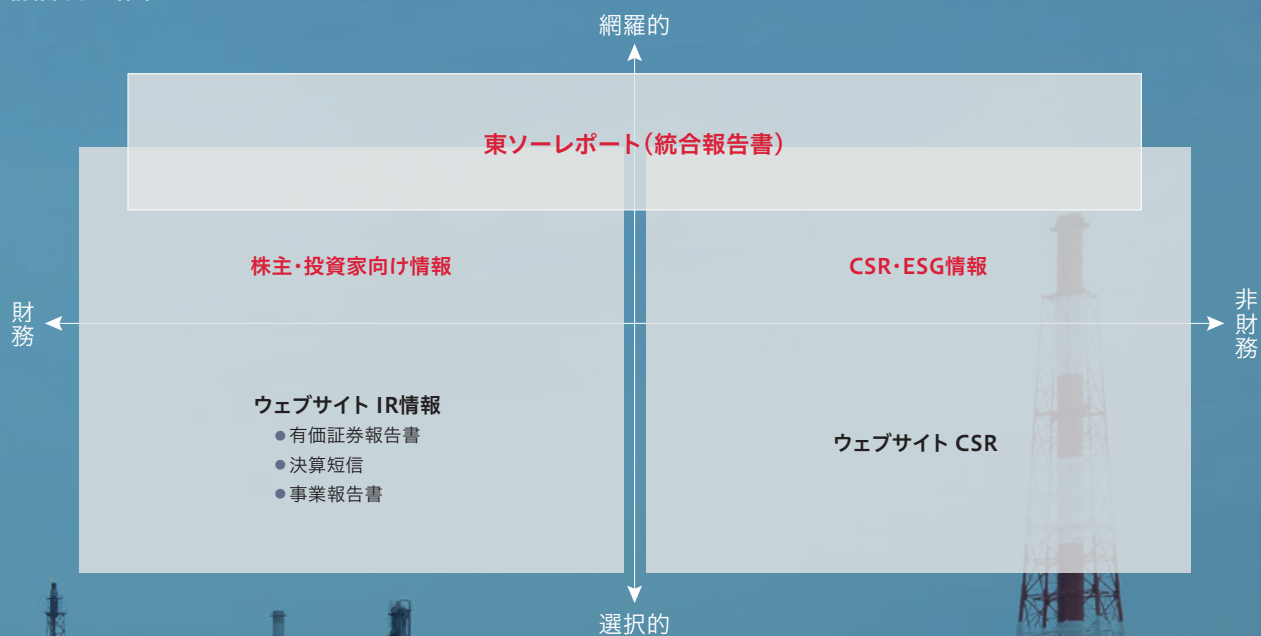 網羅的
東ソーレポート(統合報告書)
株主・投資家向け情報
CSR・ESG情報
財務
非財務
ウェブサイト IR情報
●有価証券報告書
●決算短信
●事業報告書
ウェブサイト CSR
選択的